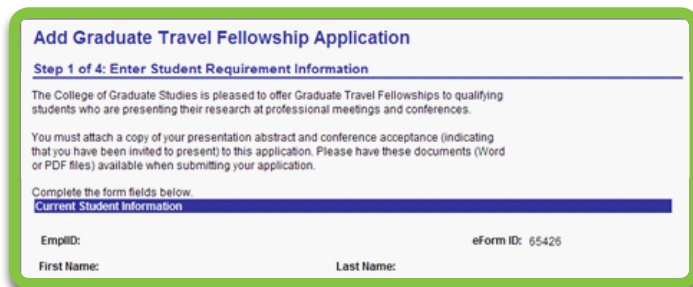 Add Graduate Travel Fellowship Application
Step 1 of 4: Enter Student Requirement Information
The College of Graduate Studies is pleased to offer Graduate Travel Fellowships to qualifying
students who are presenting their research at professional meetings and conferences.
You must attach a copy of your presentation abstract and conference acceptance (indicating
that you have been invited to present) to this application. Please have these documents (Word
or PDF files) available when submitting your application.
Complete the form fields below.
Current Student Information
EmplID: eForm ID: 65426
First Name: Last Name: